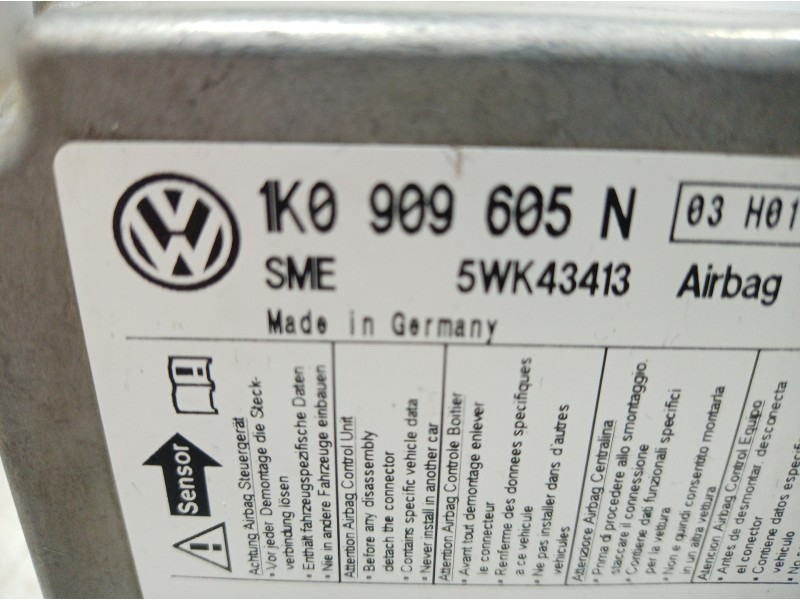 1K0 909 605 N
03 H01
SME
5WK43413
Airbag
Made in Germany
Sensor
Achtung Airbag Steuergerät
• Vor jeder Demontage die Steck-
verbindung lösen
• Enthält fahrzeugspezifische Daten
• Nie in andere Fahrzeuge einbauen
Attention Airbag Control Unit
• Before any disassembly
detach the connector
• Contains specific vehicle data
• Never install in another car
Attention Airbag Controle Boitier
• Avant tout demontage enlever
le connecteur
• Renferme des donnees specifiques
a ce vehicule
• Ne pas installer dans d'autres
vehicules
Attenzione Airbag Centralina
• Prima di procedere allo smontaggio,
staccare il connessione
• Contiene dati funzionali specifici
per la vettura
• Non e quindi consentito montarla
in un altra vettura
Atencion Airbag Control Equipo
• Antes de desmontar, desconecta
el conector
• Contiene datos especifi
vehiculo